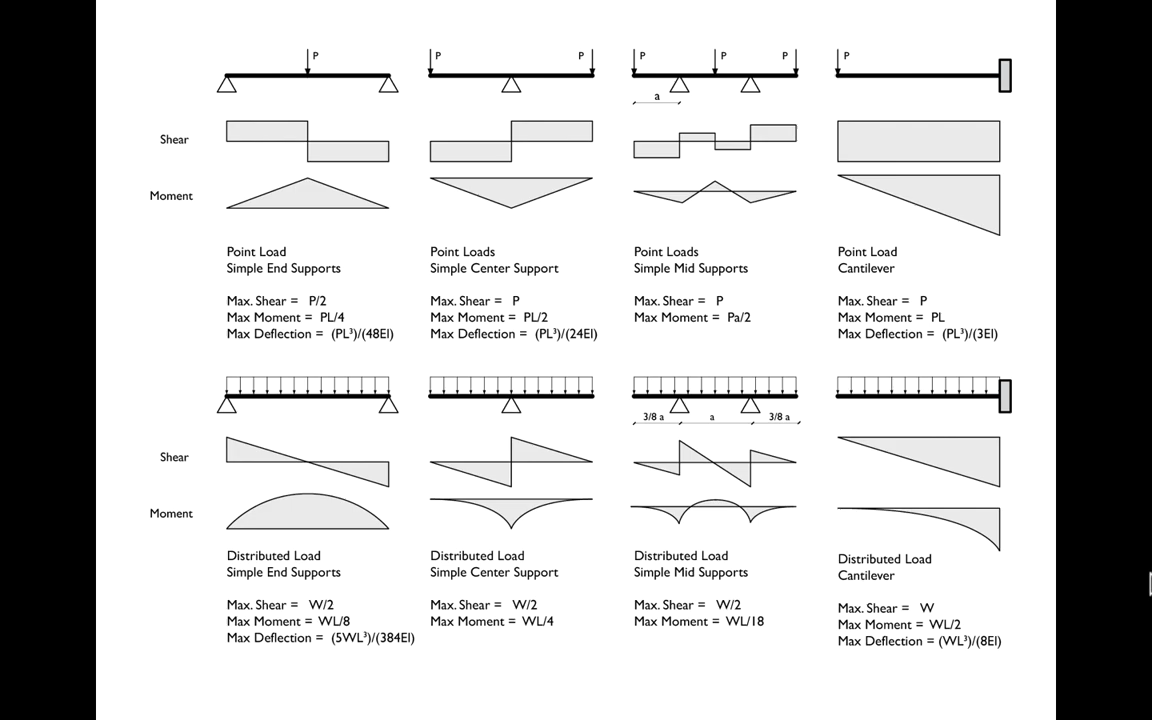 P
P
P
P
P
P
P
a
Shear
Moment
Point Load
Simple End Supports
Max. Shear = P/2
Max Moment = PL/4
Max Deflection = (PL³)/(48EI)
Point Loads
Simple Center Support
Max. Shear = P
Max Moment = PL/2
Max Deflection = (PL³)/(24EI)
Point Loads
Simple Mid Supports
Max. Shear = P
Max Moment = Pa/2
Point Load
Cantilever
Max. Shear = P
Max Moment = PL
Max Deflection = (PL³)/(3EI)
3/8 a
a
3/8 a
Shear
Moment
Distributed Load
Simple End Supports
Max. Shear = W/2
Max Moment = WL/8
Max Deflection = (5WL³)/(384EI)
Distributed Load
Simple Center Support
Max. Shear = W/2
Max Moment = WL/4
Distributed Load
Simple Mid Supports
Max. Shear = W/2
Max Moment = WL/18
Distributed Load
Cantilever
Max. Shear = W
Max Moment = WL/2
Max Deflection = (WL³)/(8EI)